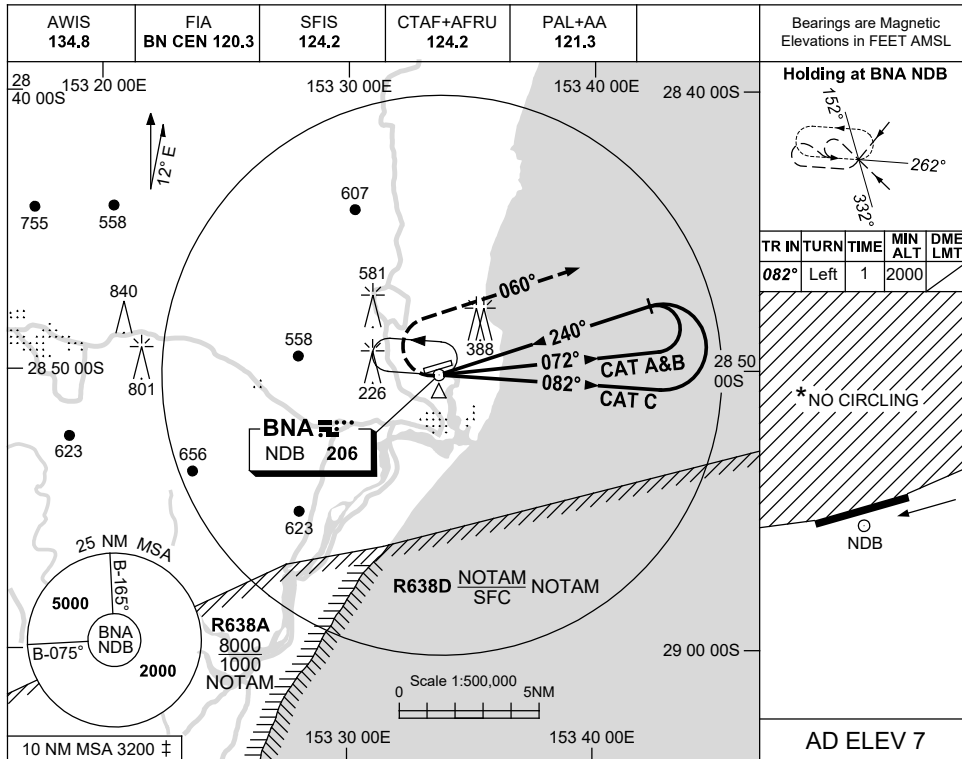 AWIS
134.8
FIA
BN CEN 120.3
SFIS
124.2
CTAF+AFRU
124.2
PAL+AA
121.3
Bearings are Magnetic
Elevations in FEET AMSL
28
40 00S
153 20 00E
153 30 00E
153 40 00E
28 40 00S
12° E
755
558
607
581
840
801
28 50 00S
558
226
388
060°
240°
072°
CAT A&B
082°
CAT C
28 50
00S
BNA
NDB 206
623
656
623
25 NM MSA
B-165°
5000
BNA
NDB
B-075°
2000
10 NM MSA 3200 ‡
R638A
8000
1000
NOTAM
R638D NOTAM NOTAM
SFC
29 00 00S
Scale 1:500,000
0
5NM
153 30 00E
153 40 00E
Holding at BNA NDB
152°
262°
332°
TR IN
TURN
TIME
MIN
ALT
DME
LMT
082°
Left
1
2000
*NO CIRCLING
NDB
AD ELEV 7